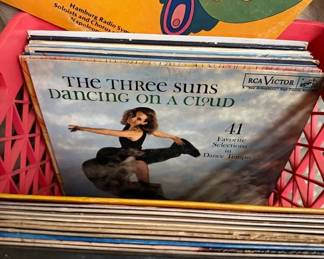 Hamburg Radio Sym
Soloists and Chorus
Napoleon
THE THREE SUNS
DANCING ON A CLOUD
RCA VICTOR
41
Favorite
Selections
in
Dance Tempo